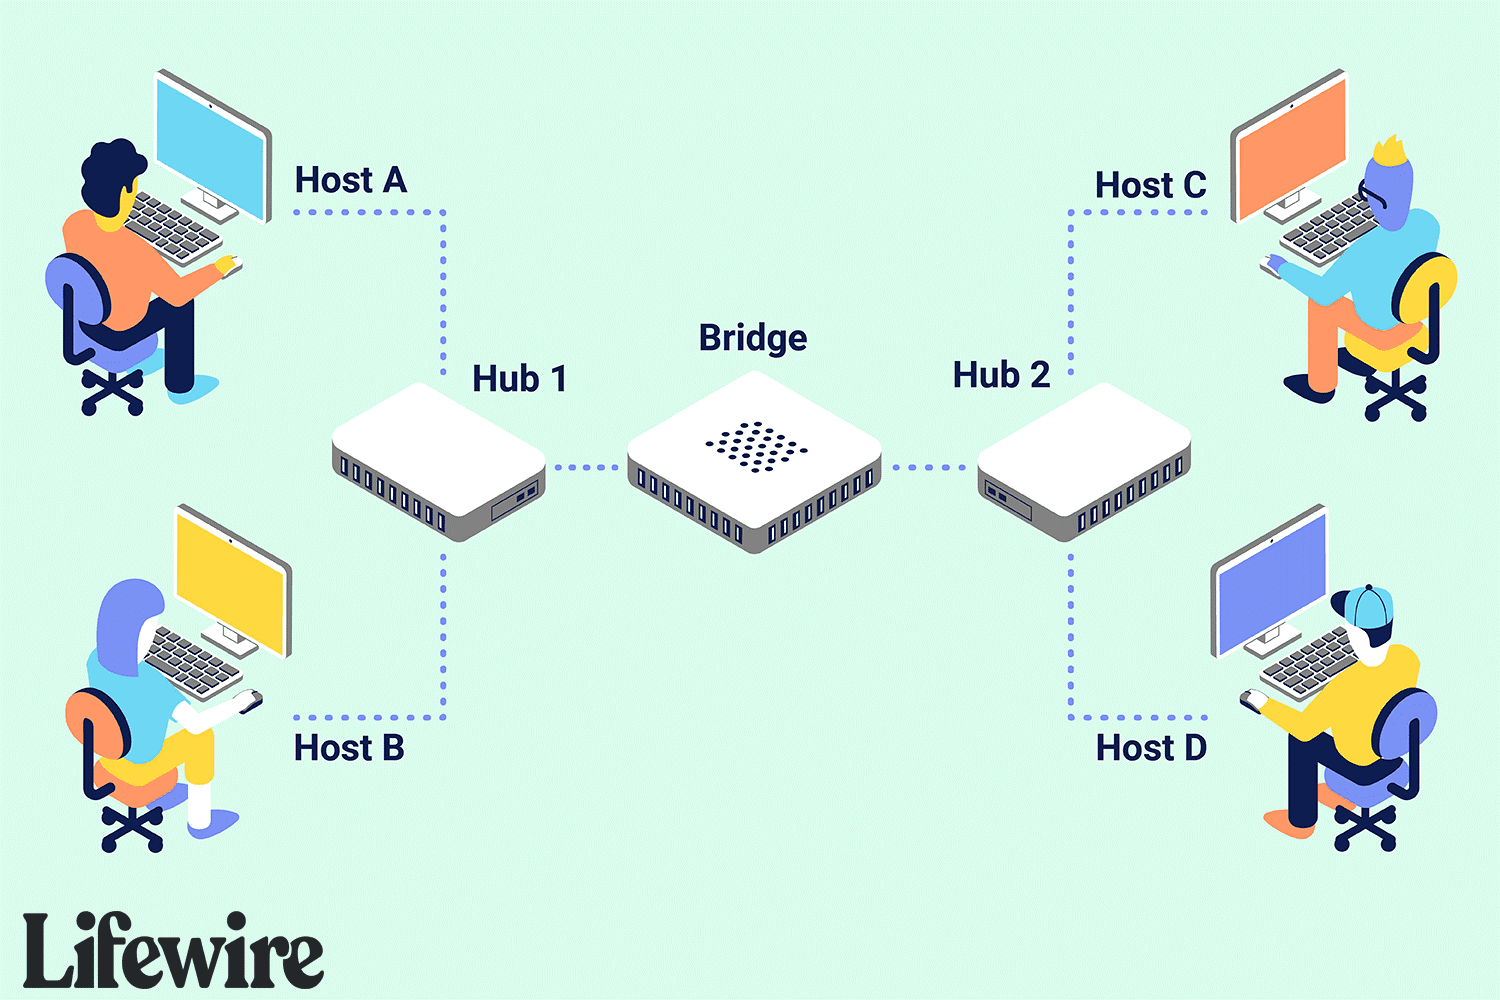 Host A
Host C
Bridge
Hub 1
Hub 2
Host B
Host D
Lifewire